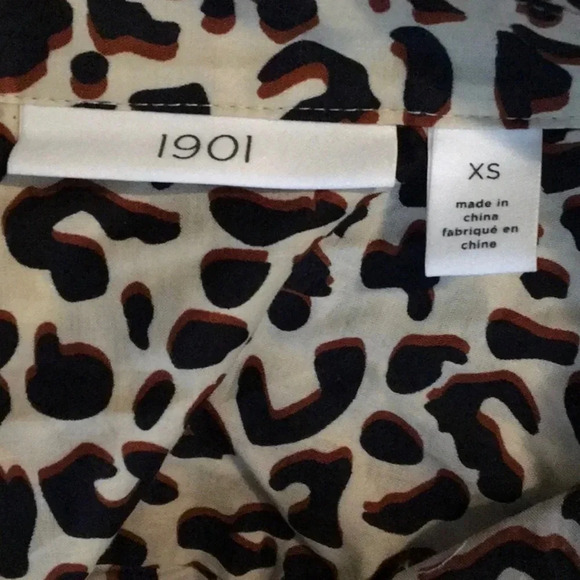 1901
XS
made in
china
fabriqué en
chine